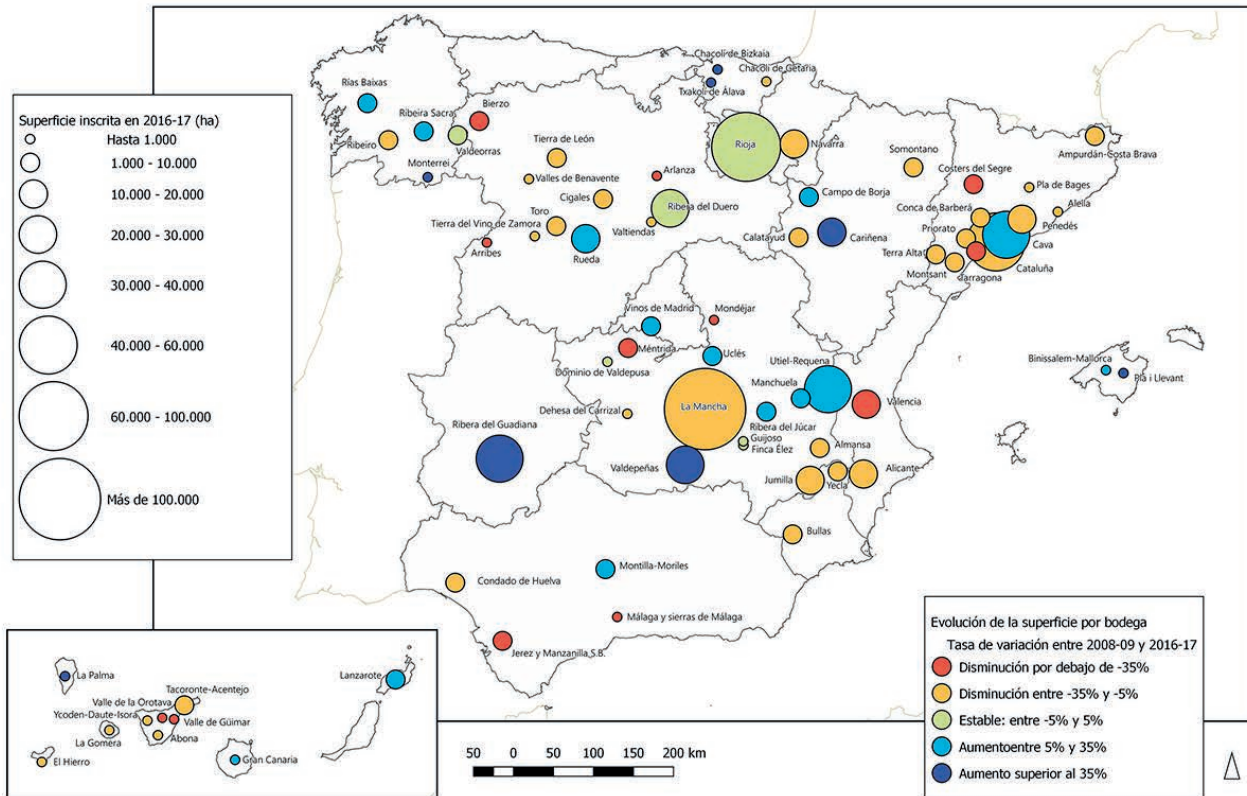 Superficie inscrita en 2016-17 (ha)
Hasta 1.000
1.000 - 10.000
10.000 - 20.000
20.000 - 30.000
30.000 - 40.000
40.000 - 60.000
60.000 - 100.000
Más de 100.000
Chacolí de Bizkaia
Chacolí de Getaria
Txakolí de Álava
Rías Baixas
Ribeira Sacra
Bierzo
Ribeiro
Valdeorras
Monterrei
Tierra de León
Valles de Benavente
Arlanza
Rioja
Navarra
Somontano
Ampurdán-Costa Brava
Costers del Segre
Pla de Bages
Alella
Cigales
Ribera del Duero
Campo de Borja
Conca de Barberá
Penedés
Toro
Tierra del Vino de Zamora
Valtiendas
Calatayud
Cariñena
Priorato
Cava
Arribes
Rueda
Terra Alta
Cataluña
Montsant
Tarragona
Vinos de Madrid
Mondéjar
Méntrida
Uclés
Utiel-Requena
Dominio de Valdepusa
Manchuela
Binissalem-Mallorca
Pla i Llevant
Dehesa del Carrizal
La Mancha
Valencia
Ribera del Guadiana
Ribera del Júcar
Guijoso
Finca Élez
Almansa
Valdepeñas
Jumilla
Yecla
Alicante
Bullas
Condado de Huelva
Montilla-Moriles
Málaga y sierras de Málaga
Jerez y Manzanilla S.B.
La Palma
Tacoronte-Acentejo
Lanzarote
Valle de la Orotava
Ycoden-Daute-Isora
Valle de Güimar
La Gomera
Abona
El Hierro
Gran Canaria
50 0 50 100 150 200 km
Evolución de la superficie por bodega
Tasa de variación entre 2008-09 y 2016-17
Disminución por debajo de -35%
Disminución entre -35% y -5%
Estable: entre -5% y 5%
Aumentoentre 5% y 35%
Aumento superior al 35%